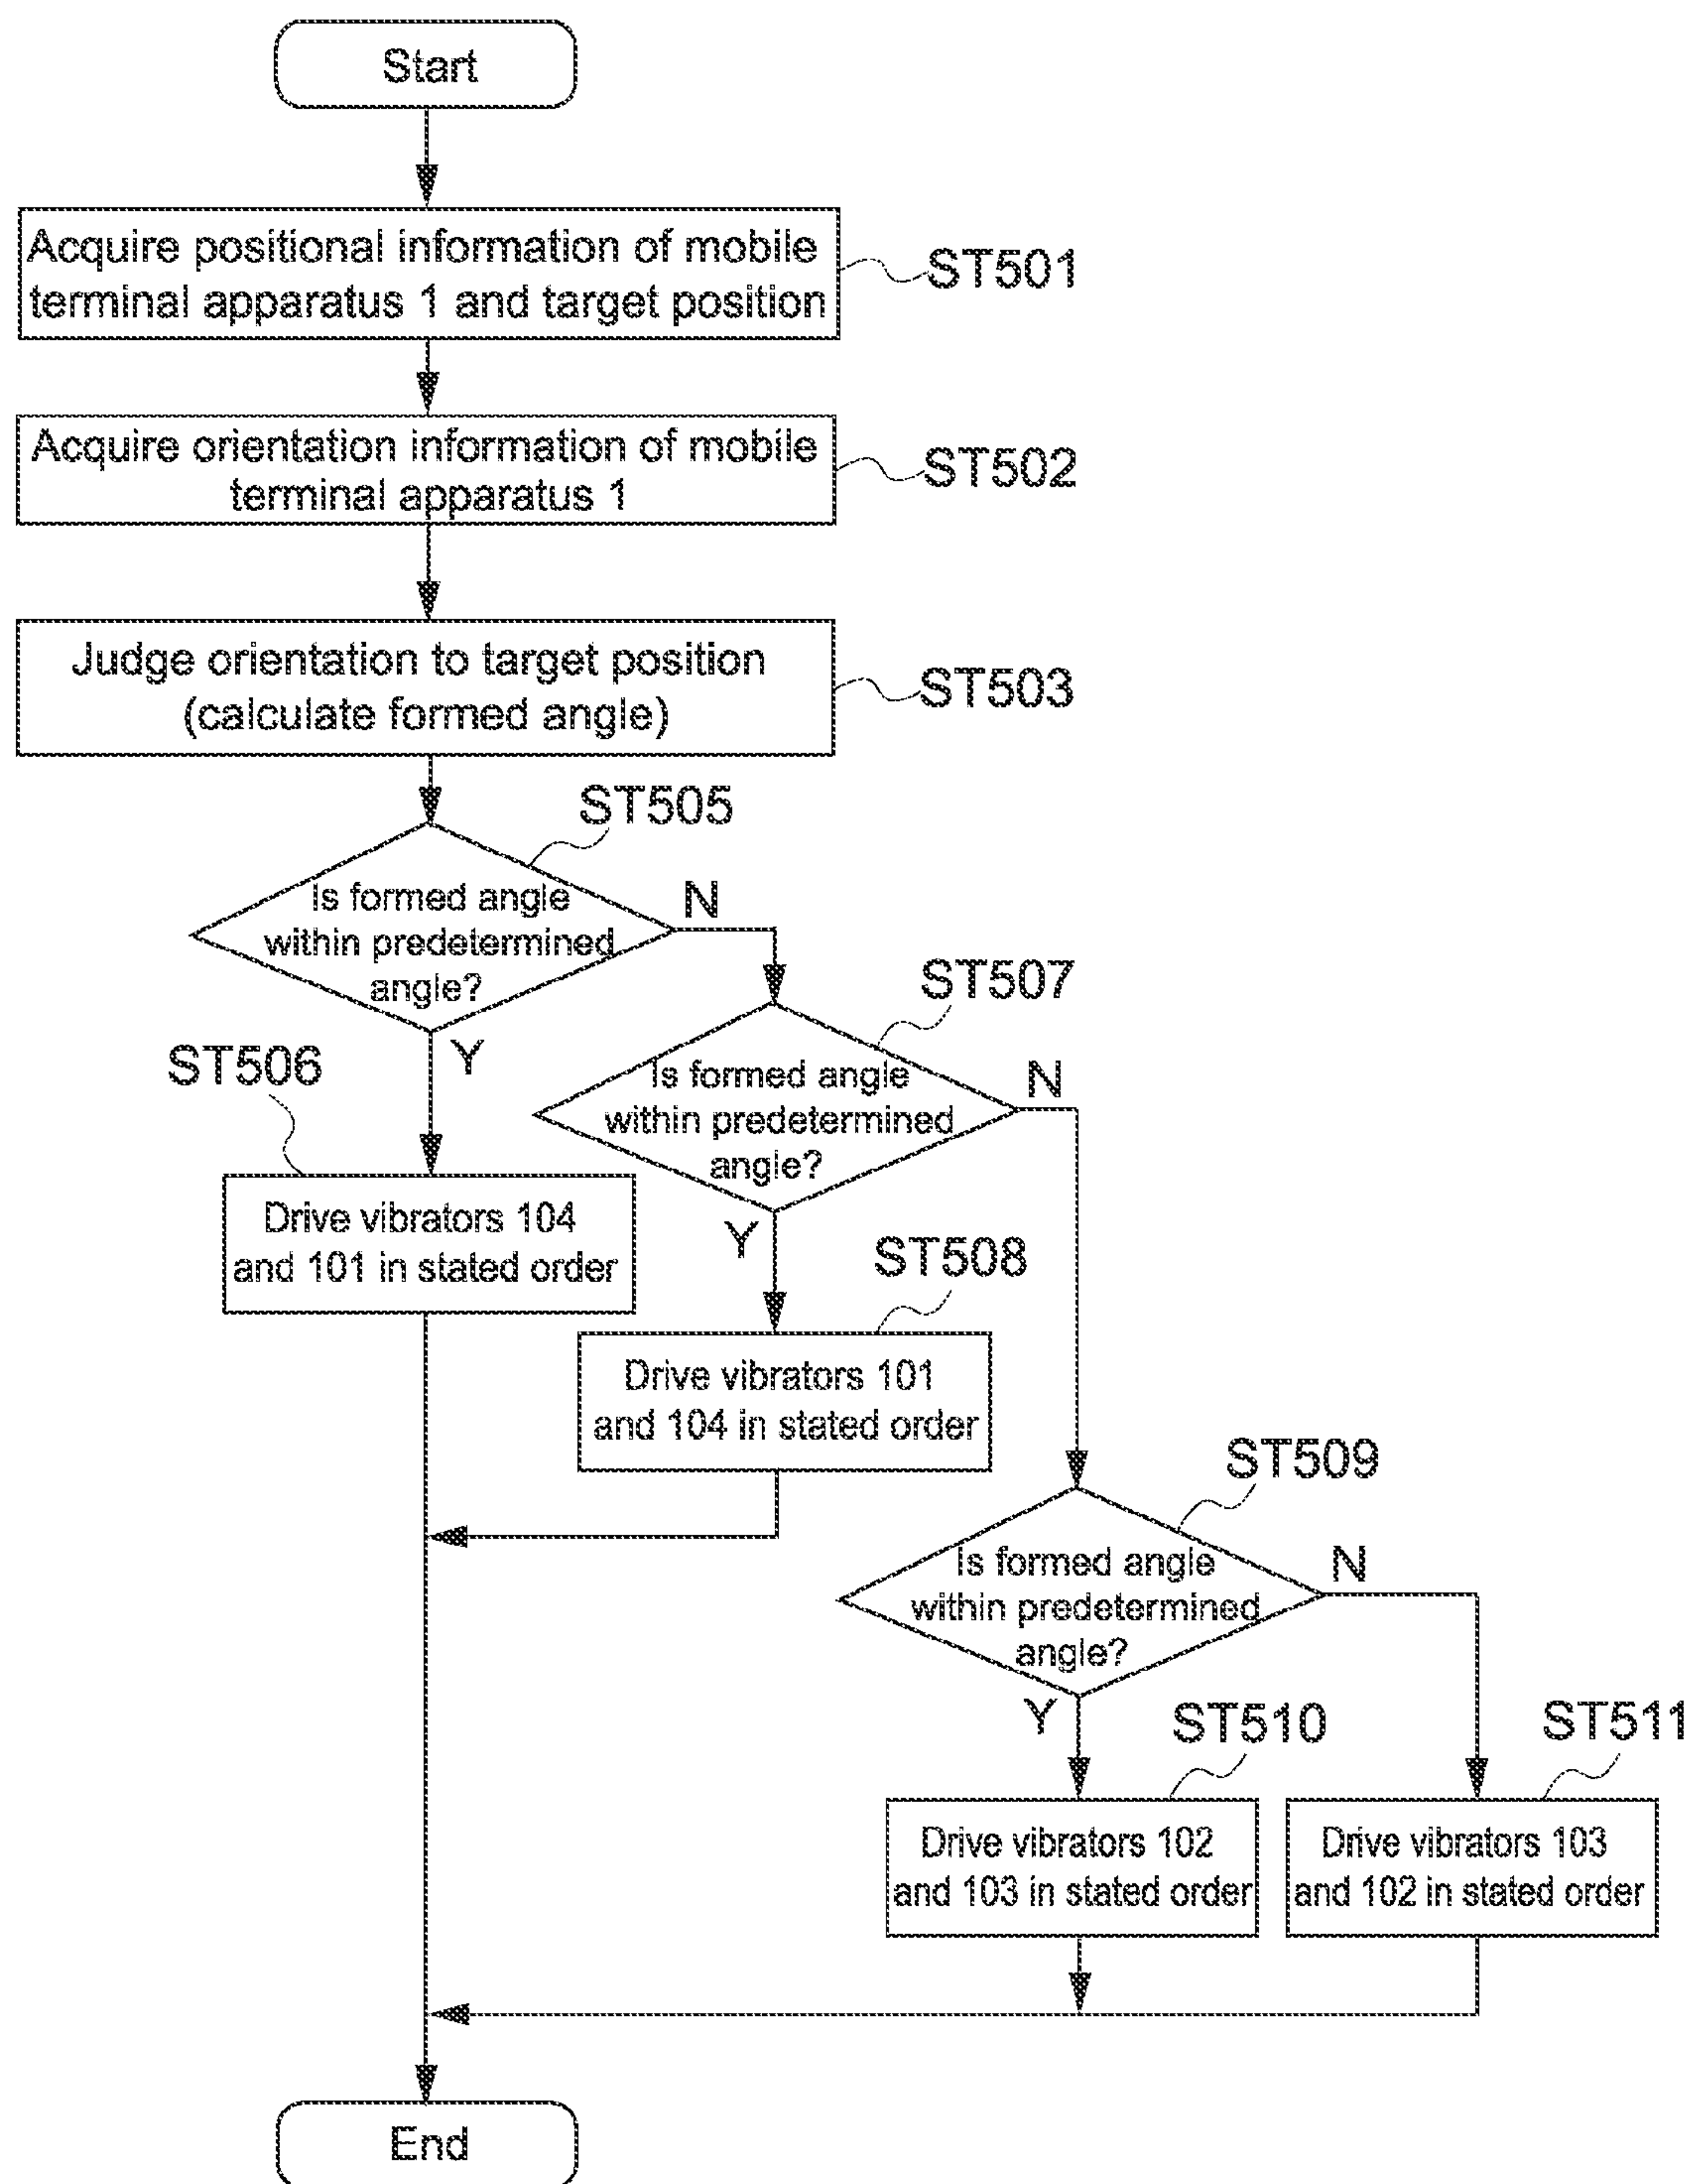 Start
Acquire positional information of mobile
terminal apparatus 1 and target position
ST501
Acquire orientation information of mobile
terminal apparatus 1
ST502
Judge orientation to target position
(calculate formed angle)
ST503
ST505
Is formed angle
within predetermined
angle?
N
Y
ST507
Is formed angle
within predetermined
angle?
N
Y
ST506
Drive vibrators 104
and 101 in stated order
ST508
Drive vibrators 101
and 104 in stated order
ST509
Is formed angle
within predetermined
angle?
N
Y
ST510
Drive vibrators 102
and 103 in stated order
ST511
Drive vibrators 103
and 102 in stated order
End